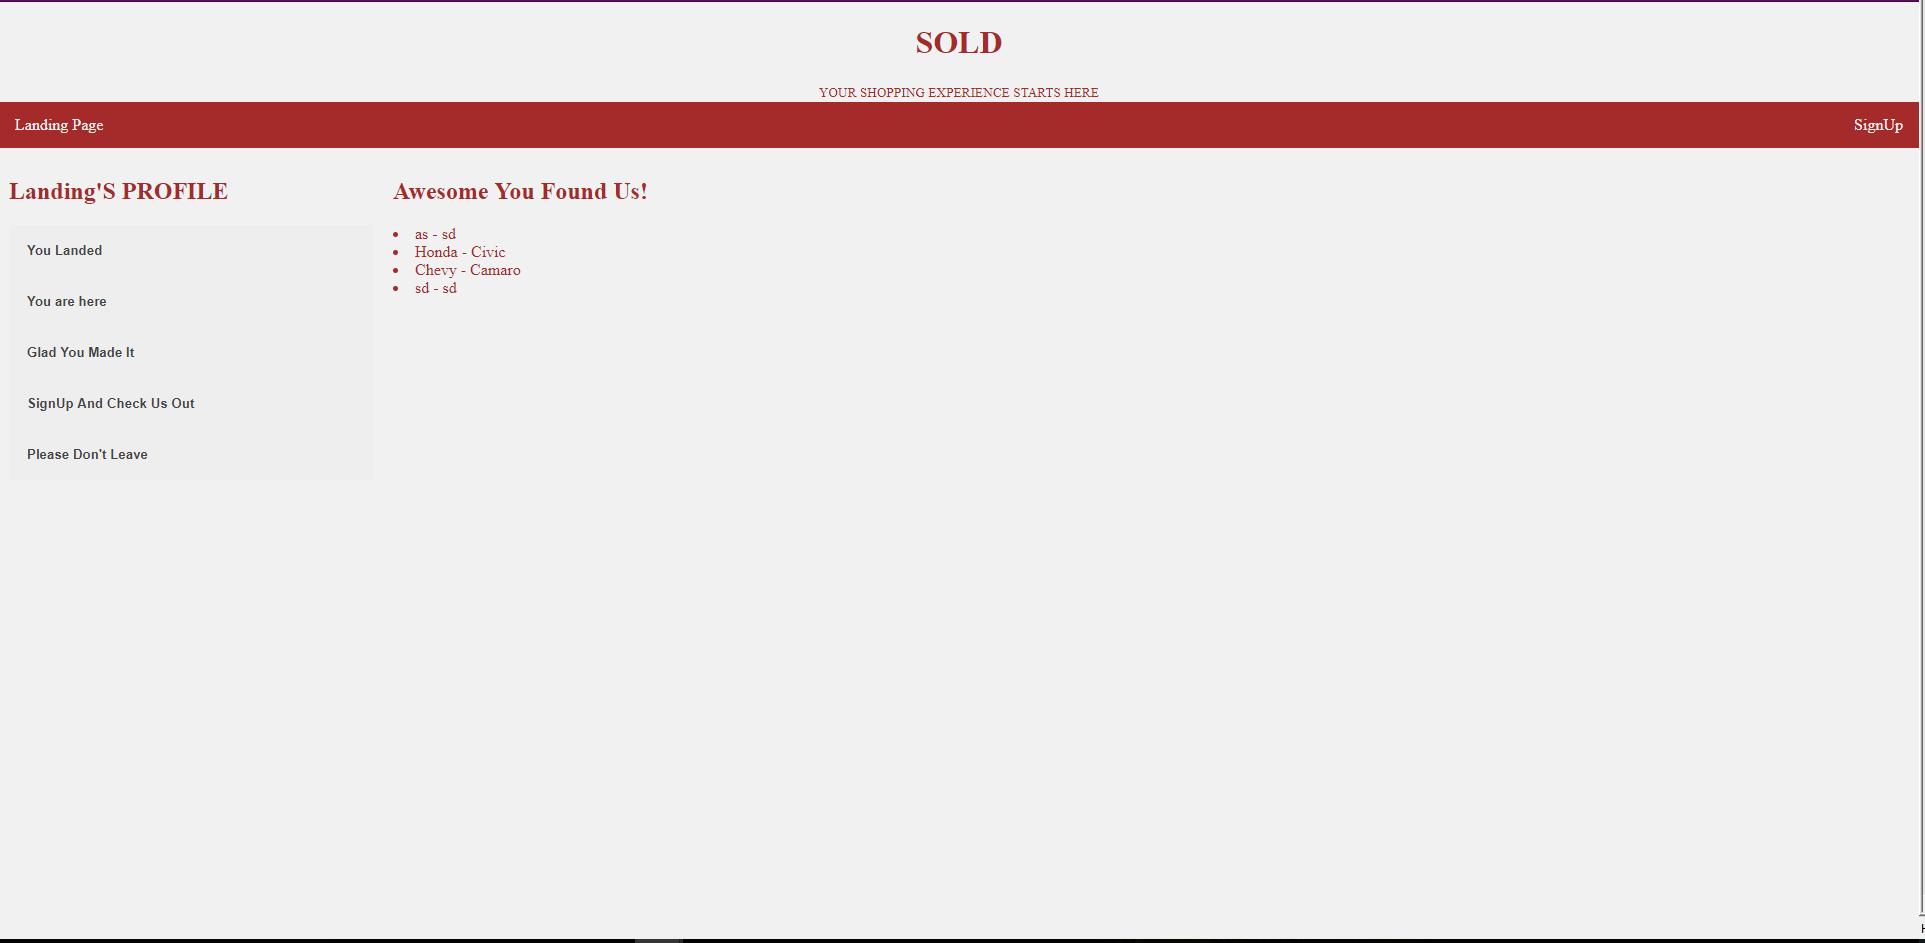 SOLD
YOUR SHOPPING EXPERIENCE STARTS HERE
Landing Page
SignUp
Landing'S PROFILE
You Landed
You are here
Glad You Made It
SignUp And Check Us Out
Please Don't Leave
Awesome You Found Us!
as - sd
Honda - Civic
Chevy - Camaro
sd - sd